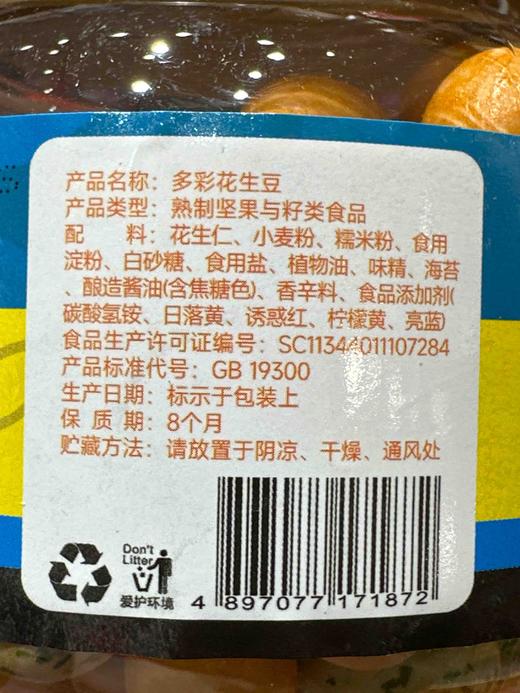 产品名称：多彩花生豆
产品类型：熟制坚果与籽类食品
配 料：花生仁、小麦粉、糯米粉、食用
淀粉、白砂糖、食用盐、植物油、味精、海苔
、酿造酱油(含焦糖色)、香辛料、食品添加剂(
碳酸氢铵、日落黄、诱惑红、柠檬黄、亮蓝)
食品生产许可证编号：SC11344011107284
产品标准代号：GB 19300
生产日期：标示于包装上
保 质 期：8个月
贮藏方法：请放置于阴凉、干燥、通风处
Don't
Litter
爱护环境
4 897077 171872